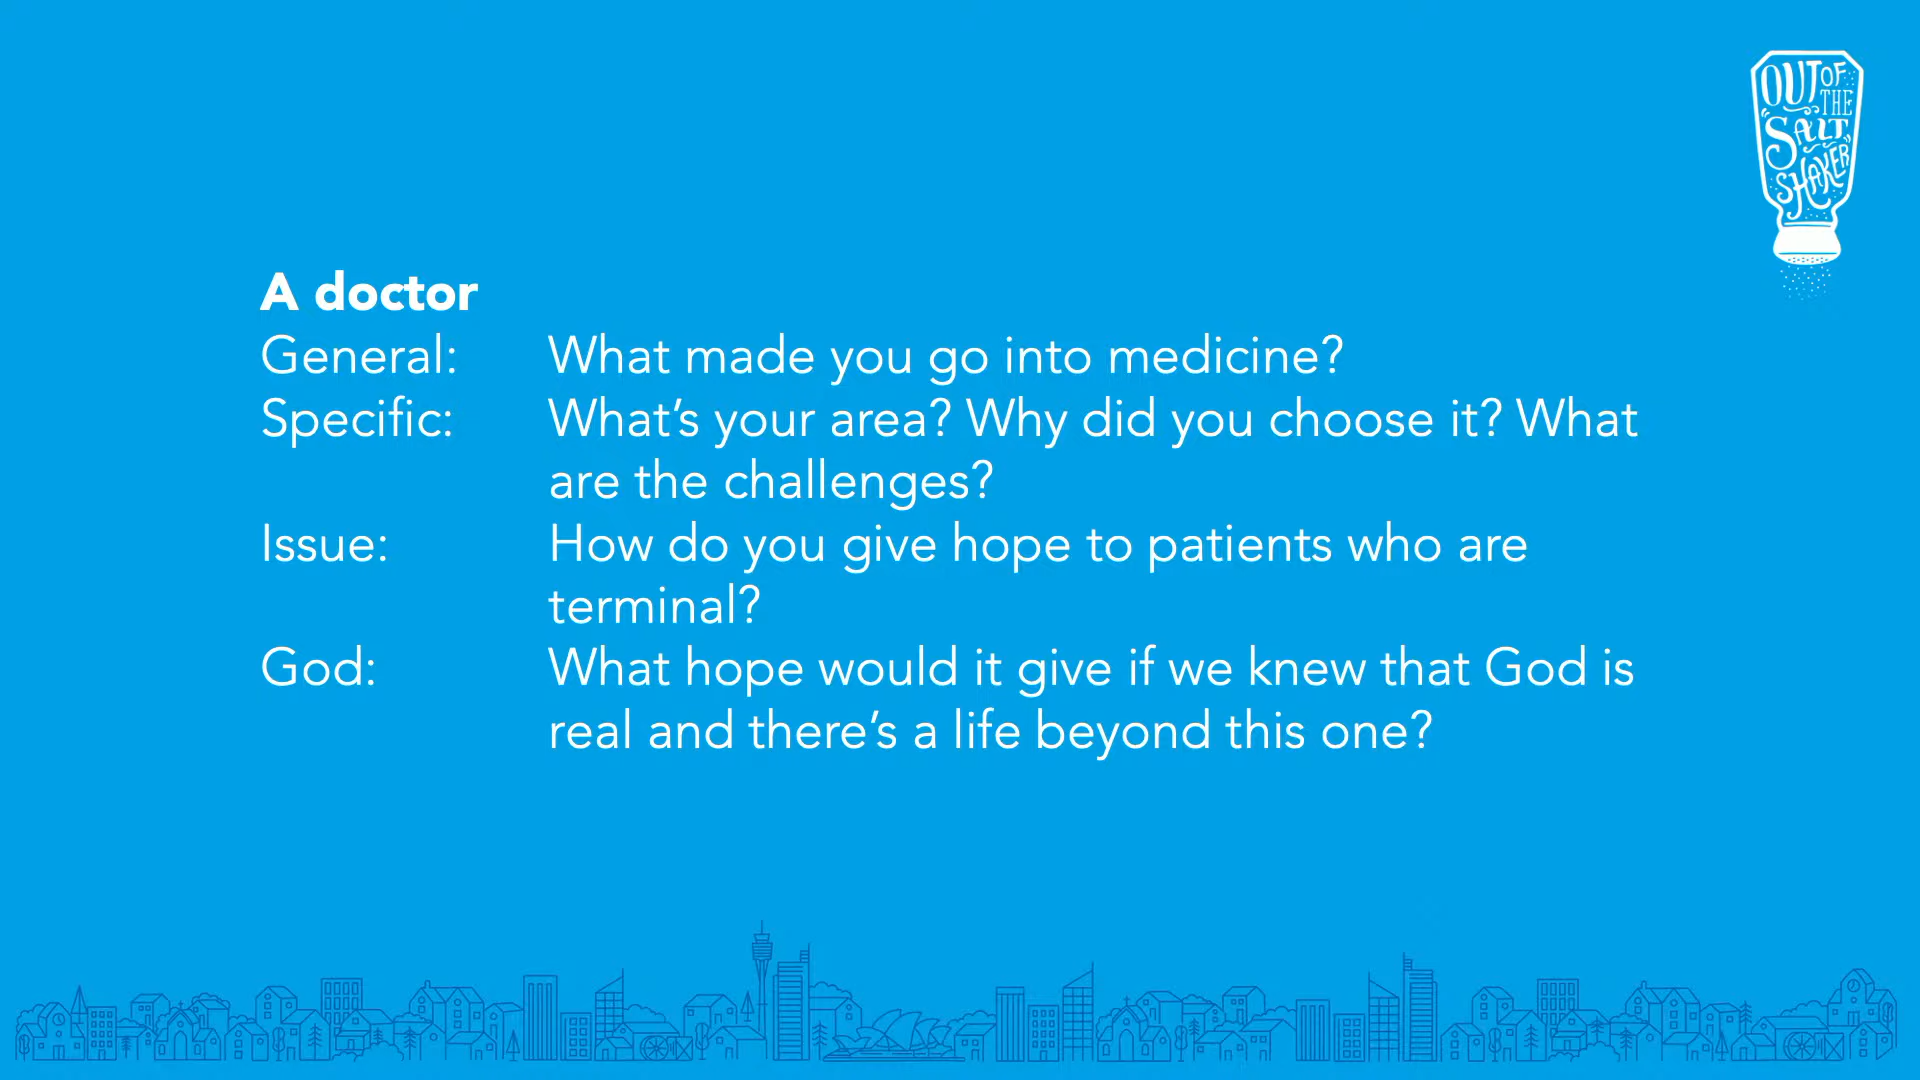 OUT OF
THE
SALT
SHAKER
A doctor
General: What made you go into medicine?
Specific: What's your area? Why did you choose it? What
are the challenges?
Issue: How do you give hope to patients who are
terminal?
God: What hope would it give if we knew that God is
real and there's a life beyond this one?